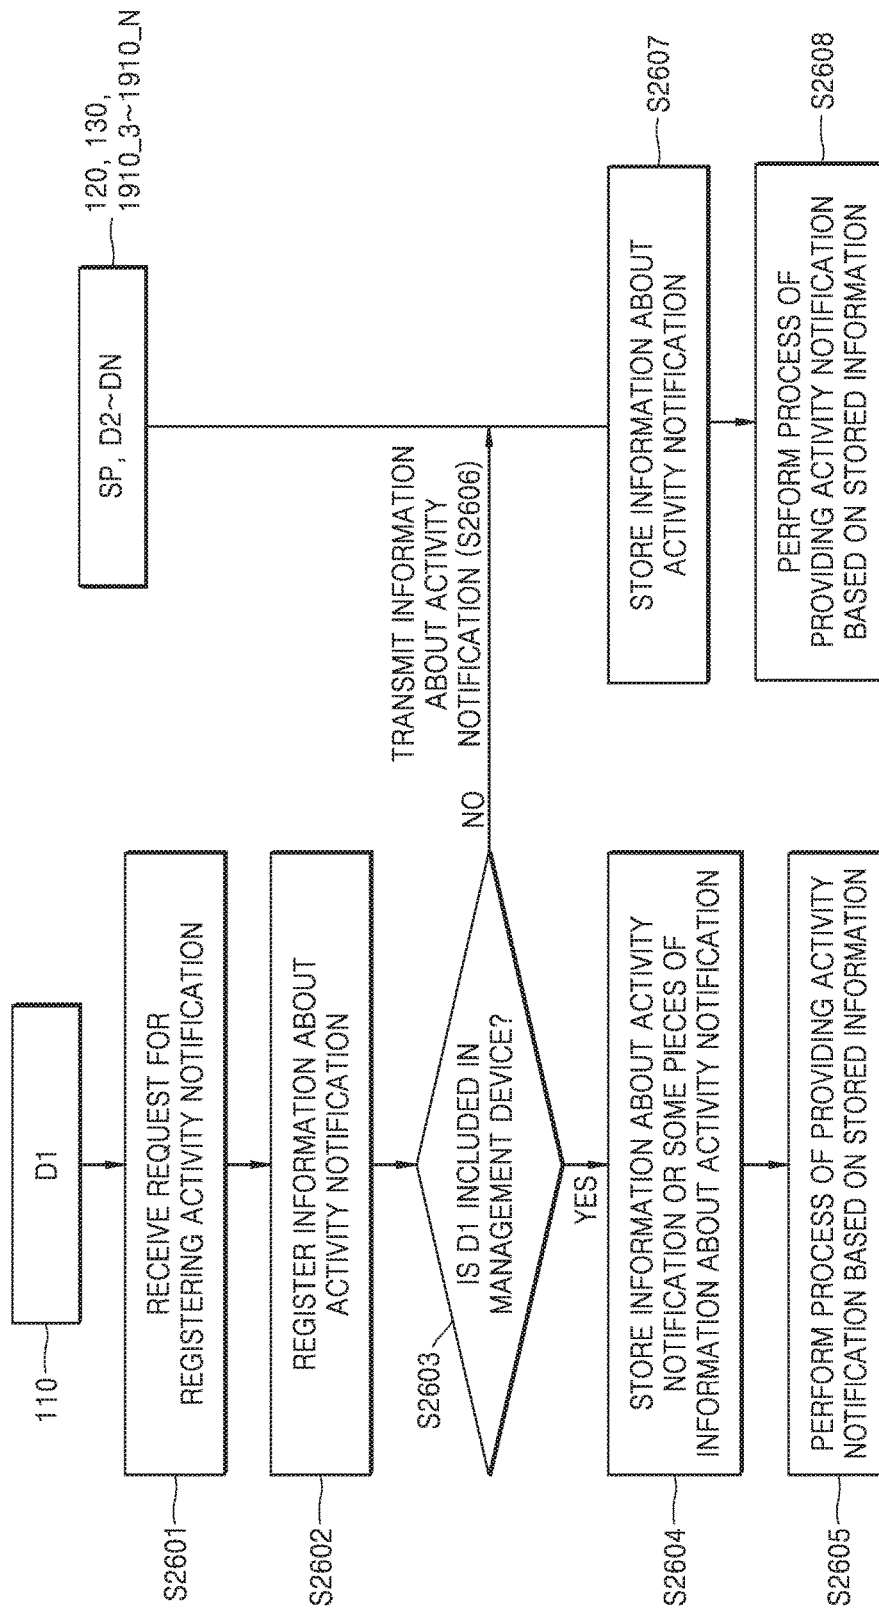 110
D1
120, 130,
1910_3~1910_N
SP, D2~DN
S2601
RECEIVE REQUEST FOR
REGISTERING ACTIVITY NOTIFICATION
S2602
REGISTER INFORMATION ABOUT
ACTIVITY NOTIFICATION
S2603
IS D1 INCLUDED IN
MANAGEMENT DEVICE?
NO
TRANSMIT INFORMATION
ABOUT ACTIVITY
NOTIFICATION (S2606)
YES
S2604
STORE INFORMATION ABOUT ACTIVITY
NOTIFICATION OR SOME PIECES OF
INFORMATION ABOUT ACTIVITY NOTIFICATION
STORE INFORMATION ABOUT
ACTIVITY NOTIFICATION
S2607
S2605
PERFORM PROCESS OF PROVIDING ACTIVITY
NOTIFICATION BASED ON STORED INFORMATION
PERFORM PROCESS OF
PROVIDING ACTIVITY NOTIFICATION
BASED ON STORED INFORMATION
S2608